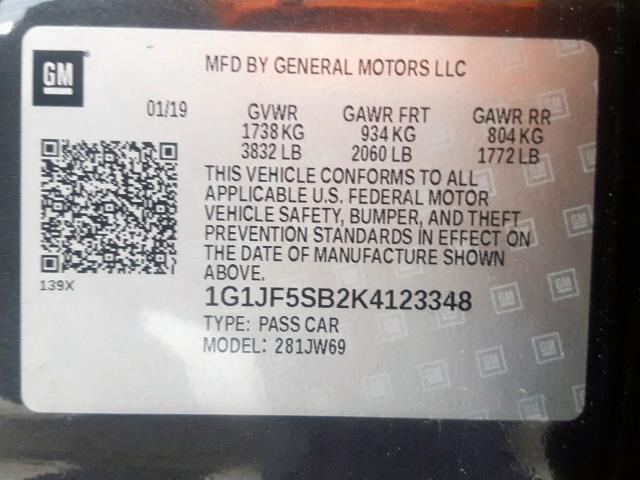 GM
MFD BY GENERAL MOTORS LLC
01/19 GVWR GAWR FRT GAWR RR
1738 KG 934 KG 804 KG
3832 LB 2060 LB 1772 LB
THIS VEHICLE CONFORMS TO ALL
APPLICABLE U.S. FEDERAL MOTOR
VEHICLE SAFETY, BUMPER, AND THEFT
PREVENTION STANDARDS IN EFFECT ON
THE DATE OF MANUFACTURE SHOWN
ABOVE.
139X
1G1JF5SB2K4123348
TYPE: PASS CAR
MODEL: 281JW69